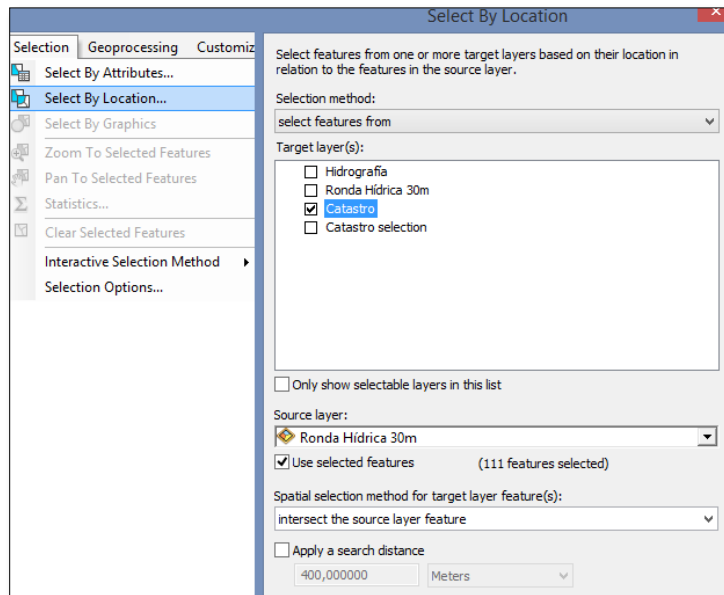 Select By Location
Selection Geoprocessing Customiz
Select By Attributes...
Select By Location...
Select By Graphics
Zoom To Selected Features
Pan To Selected Features
Statistics...
Clear Selected Features
Interactive Selection Method
Selection Options...
Select features from one or more target layers based on their location in
relation to the features in the source layer.
Selection method:
select features from
Target layer(s):
Hidrografía
Ronda Hídrica 30m
Catastro
Catastro selection
Only show selectable layers in this list
Source layer:
Ronda Hídrica 30m
Use selected features (111 features selected)
Spatial selection method for target layer feature(s):
intersect the source layer feature
Apply a search distance
400,000000 Meters